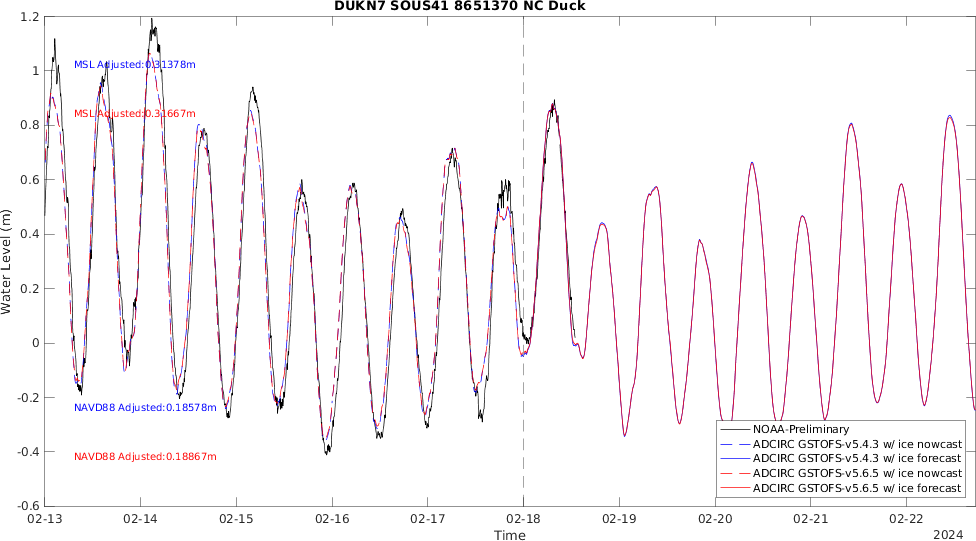 DUKN7 SOUS41 8651370 NC Duck
1.2
1
0.8
0.6
0.4
0.2
0
-0.2
-0.4
-0.6
Water Level (m)
MSL Adjusted:0.31378m
MSL Adjusted:0.31667m
NAVD88 Adjusted:0.18578m
NAVD88 Adjusted:0.18867m
NOAA-Preliminary
ADCIRC GSTOFS-v5.4.3 w/ ice nowcast
ADCIRC GSTOFS-v5.4.3 w/ ice forecast
ADCIRC GSTOFS-v5.6.5 w/ ice nowcast
ADCIRC GSTOFS-v5.6.5 w/ ice forecast
02-13 02-14 02-15 02-16 02-17 02-18 02-19 02-20 02-21 02-22
Time
2024